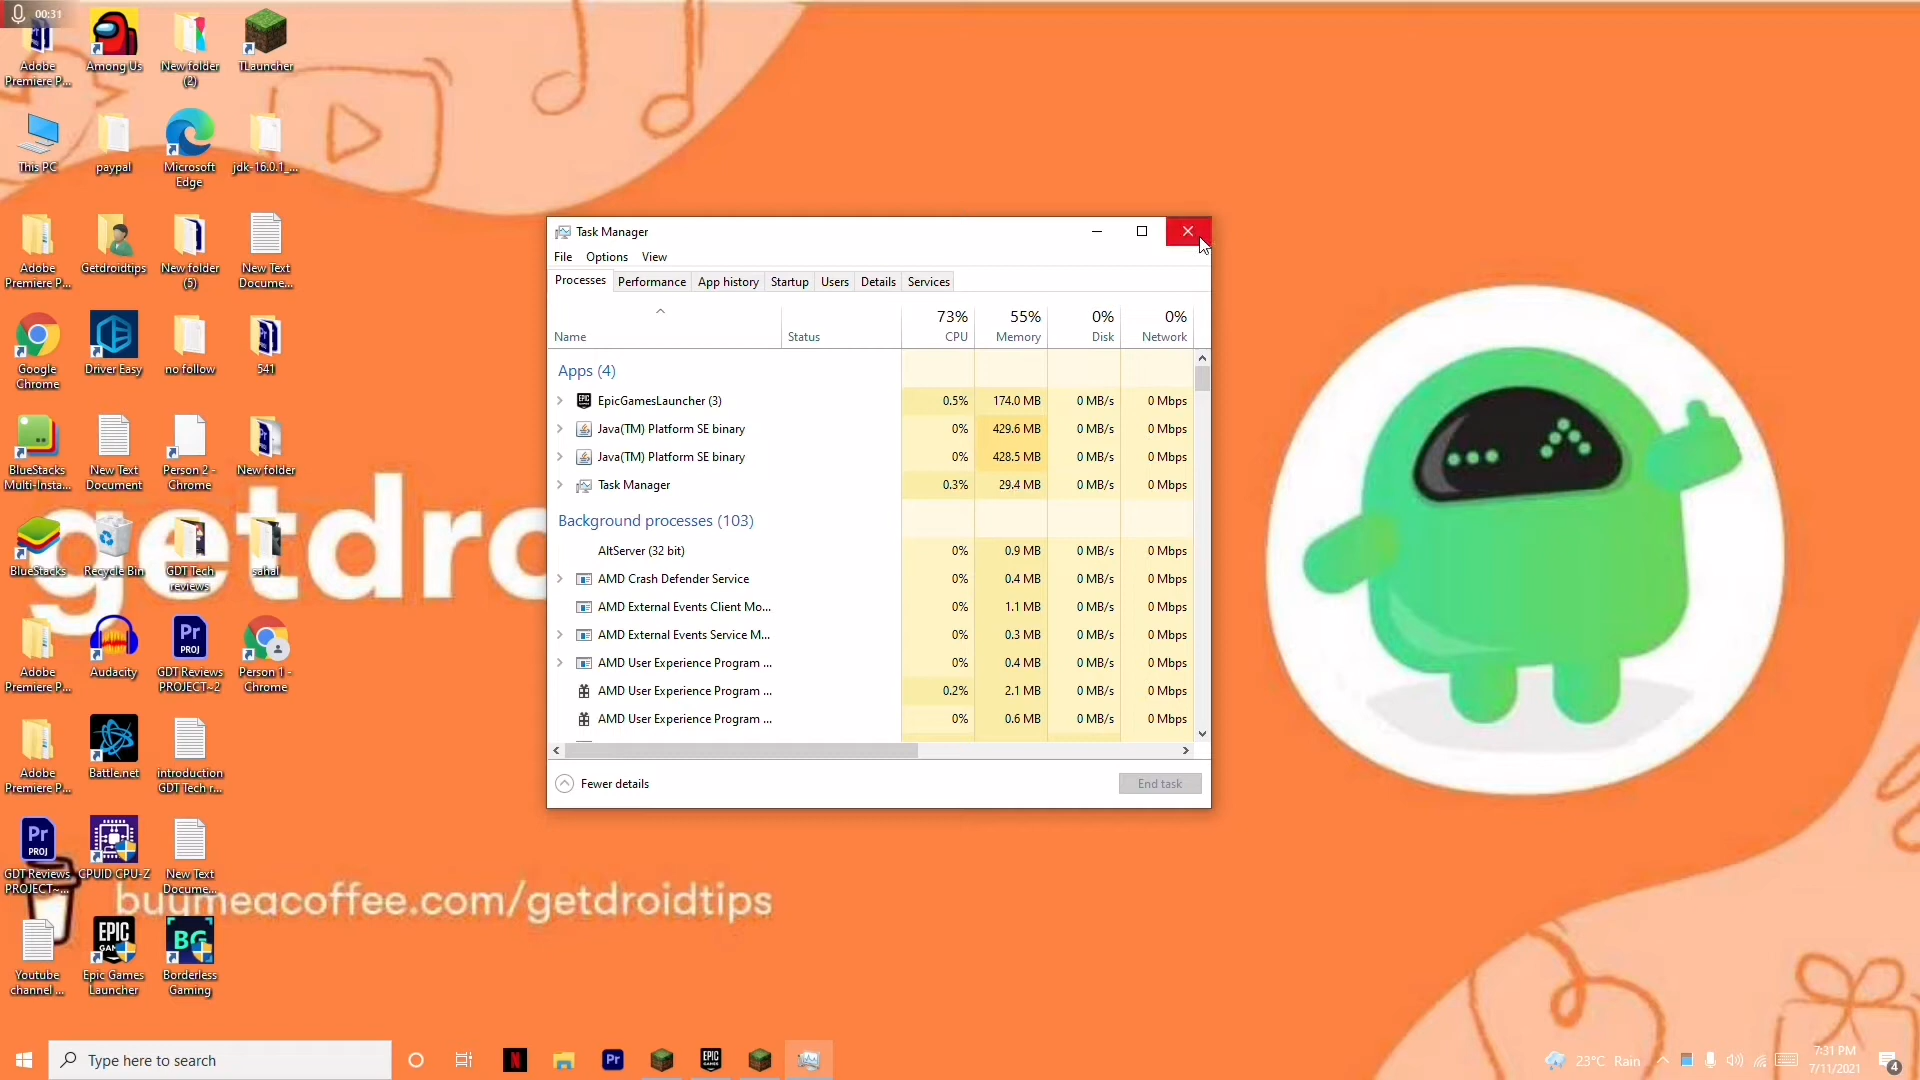 00:31
Adobe
Premiere P...
Among Us
New folder
(2)
TLauncher
This PC
paypal
Microsoft
Edge
jdk-16.0.1_...
Adobe
Premiere P...
Getdroidtips
New folder
(5)
New Text
Docume...
Google
Chrome
Driver Easy
no follow
541
BlueStacks
Multi-Insta...
New Text
Document
Person 2 -
Chrome
New folder
BlueStacks
Recycle Bin
GDT Tech
reviews
sahal
Adobe
Premiere P...
Audacity
Pr
PROJ
GDT Reviews
PROJECT~2
Person 1 -
Chrome
Adobe
Premiere P...
Battle.net
introduction
GDT Tech r...
Pr
PROJ
GDT Reviews
PROJECT~...
CPUID CPU-Z
New Text
Docume...
Youtube
channel ...
EPIC
Epic Games
Launcher
BG
Borderless
Gaming
getdro
buymeacoffee.com/getdroidtips
Task Manager
File Options View
Processes Performance App history Startup Users Details Services
73% 55% 0% 0%
Name Status CPU Memory Disk Network
Apps (4)
EpicGamesLauncher (3) 0.5% 174.0 MB 0 MB/s 0 Mbps
Java(TM) Platform SE binary 0% 429.6 MB 0 MB/s 0 Mbps
Java(TM) Platform SE binary 0% 428.5 MB 0 MB/s 0 Mbps
Task Manager 0.3% 29.4 MB 0 MB/s 0 Mbps
Background processes (103)
AltServer (32 bit) 0% 0.9 MB 0 MB/s 0 Mbps
AMD Crash Defender Service 0% 0.4 MB 0 MB/s 0 Mbps
AMD External Events Client Mo... 0% 1.1 MB 0 MB/s 0 Mbps
AMD External Events Service M... 0% 0.3 MB 0 MB/s 0 Mbps
AMD User Experience Program ... 0% 0.4 MB 0 MB/s 0 Mbps
AMD User Experience Program ... 0.2% 2.1 MB 0 MB/s 0 Mbps
AMD User Experience Program ... 0% 0.6 MB 0 MB/s 0 Mbps
Fewer details End task
Type here to search
N
Pr
EPIC
23°C Rain
7:31 PM
7/11/2021
4